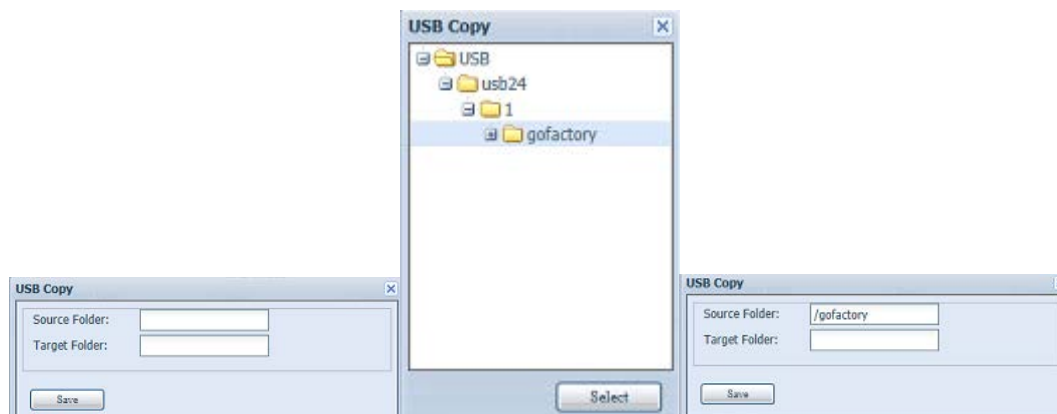 USB Copy
Source Folder:
Target Folder:
Save
USB Copy
USB
usb24
1
gofactory
Select
USB Copy
Source Folder: /gofactory
Target Folder:
Save